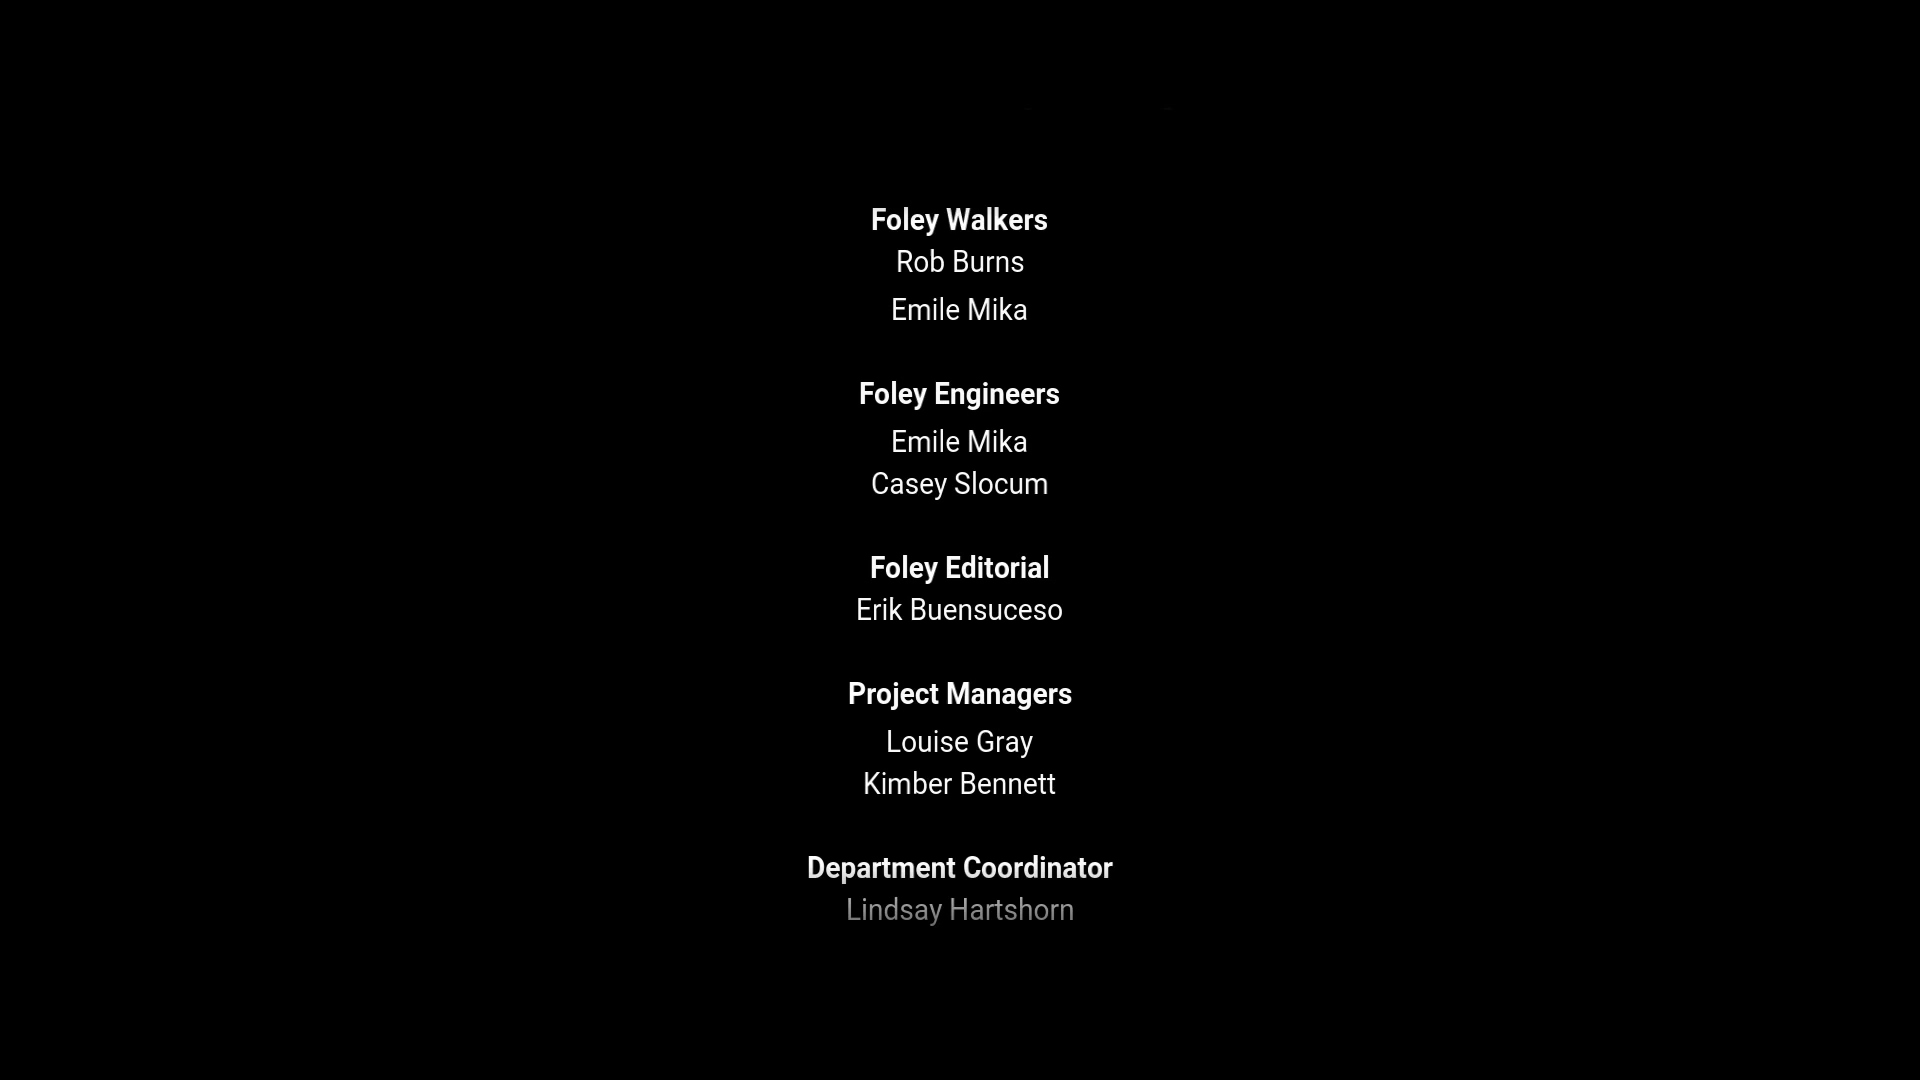 Foley Walkers
Rob Burns
Emile Mika
Foley Engineers
Emile Mika
Casey Slocum
Foley Editorial
Erik Buensuceso
Project Managers
Louise Gray
Kimber Bennett
Department Coordinator
Lindsay Hartshorn